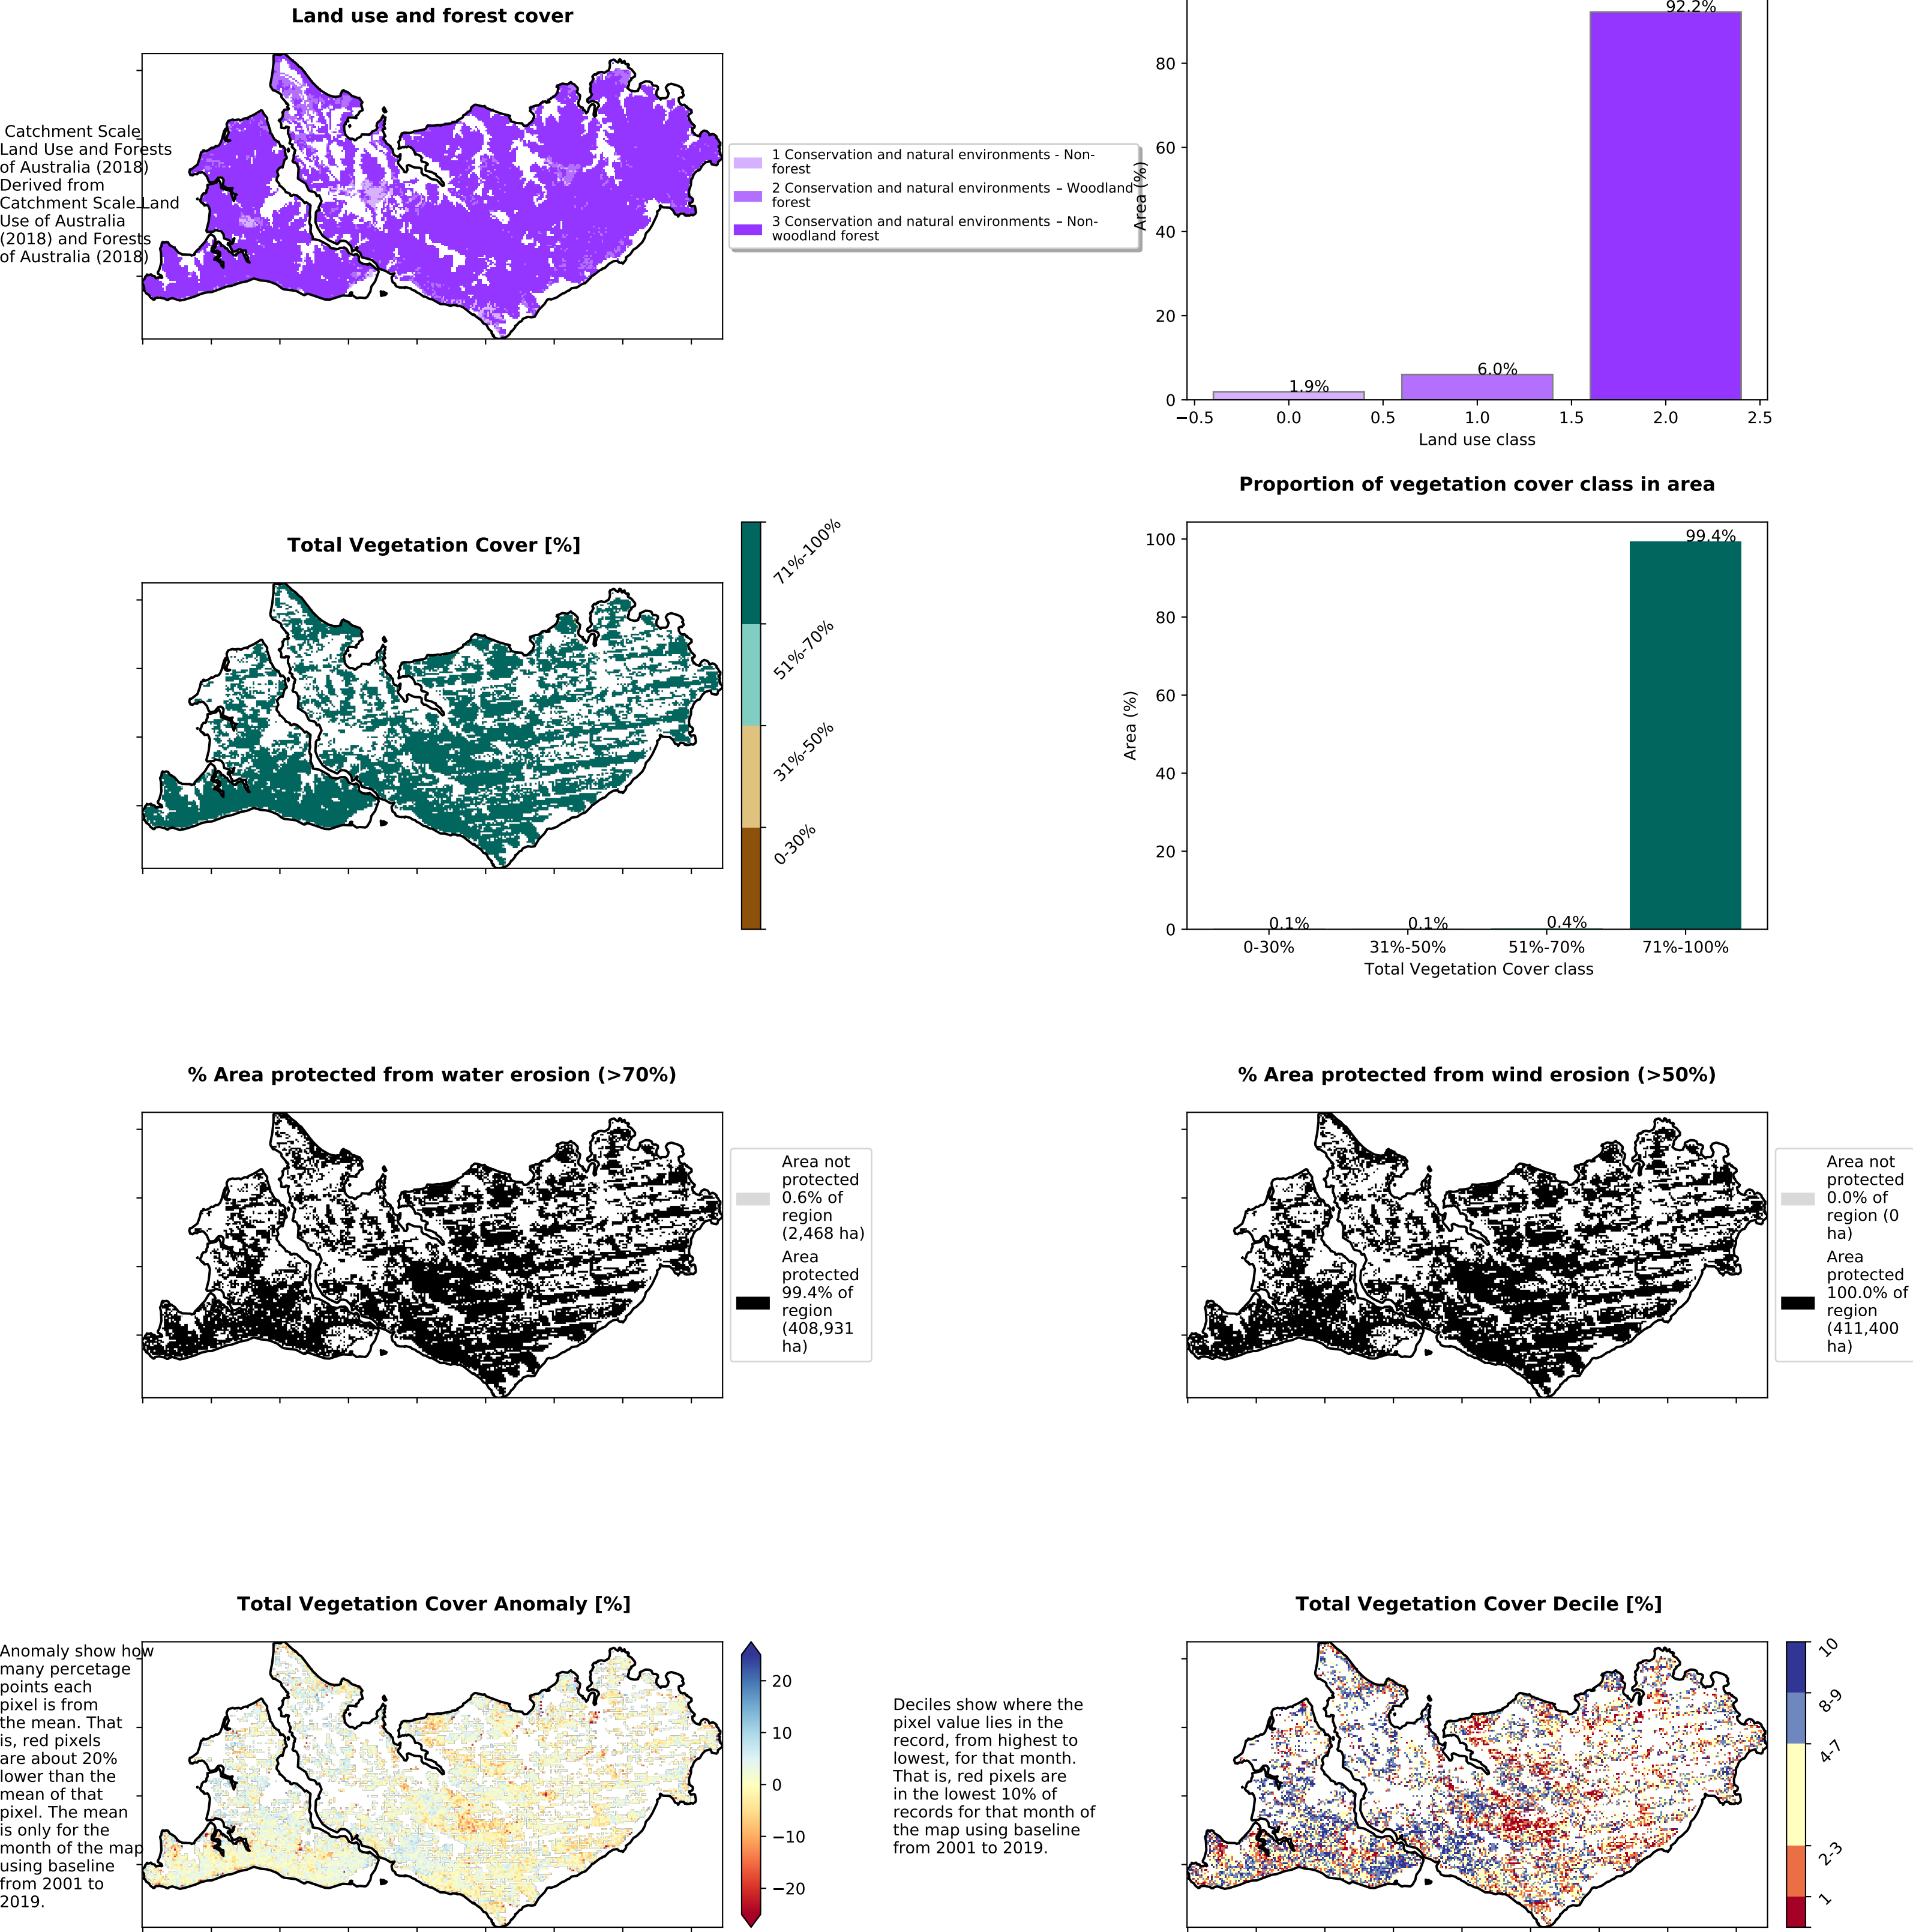 Land use and forest cover
Catchment Scale
Land Use and Forests
of Australia (2018)
Derived from
Catchment Scale Land
Use of Australia
(2018) and Forests
of Australia (2018)
1 Conservation and natural environments - Non-
forest
2 Conservation and natural environments – Woodland
forest
3 Conservation and natural environments – Non-
woodland forest
92.2%
80
60
40
20
0
Area (%)
1.9%
6.0%
−0.5
0.0
0.5
1.0
1.5
2.0
2.5
Land use class
Total Vegetation Cover [%]
71%-100%
51%-70%
31%-50%
0-30%
Proportion of vegetation cover class in area
100
80
60
40
20
0
Area (%)
0.1%
0.1%
0.4%
99.4%
0-30%
31%-50%
51%-70%
71%-100%
Total Vegetation Cover class
% Area protected from water erosion (>70%)
Area not
protected
0.6% of
region
(2,468 ha)
Area
protected
99.4% of
region
(408,931
ha)
% Area protected from wind erosion (>50%)
Area not
protected
0.0% of
region (0
ha)
Area
protected
100.0% of
region
(411,400
ha)
Total Vegetation Cover Anomaly [%]
Anomaly show how
many percetage
points each
pixel is from
the mean. That
is, red pixels
are about 20%
lower than the
mean of that
pixel. The mean
is only for the
month of the map
using baseline
from 2001 to
2019.
20
10
0
−10
−20
Total Vegetation Cover Decile [%]
Deciles show where the
pixel value lies in the
record, from highest to
lowest, for that month.
That is, red pixels are
in the lowest 10% of
records for that month of
the map using baseline
from 2001 to 2019.
10
8-9
4-7
2-3
1